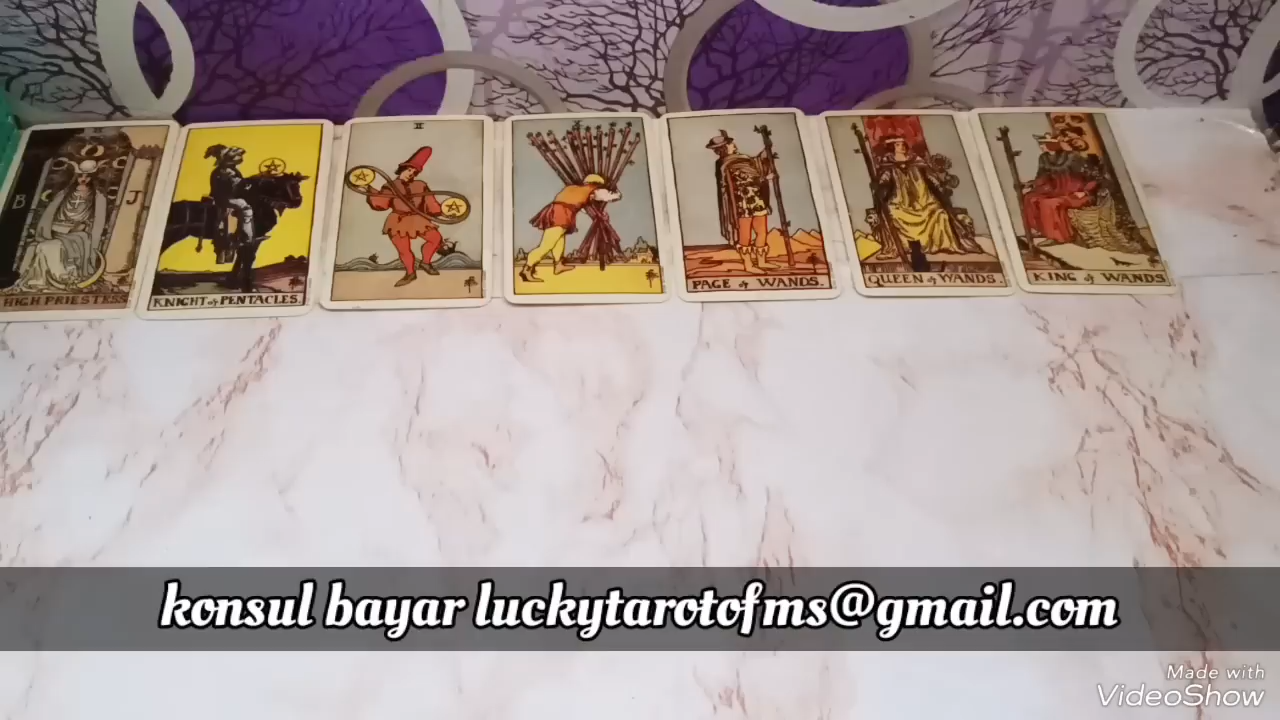 II
B
J
HIGH PRIESTESS
KNIGHT of PENTACLES.
PAGE of WANDS.
QUEEN of WANDS.
KING of WANDS.
konsul bayar luckytarotofms@gmail.com
Made with
VideoShow